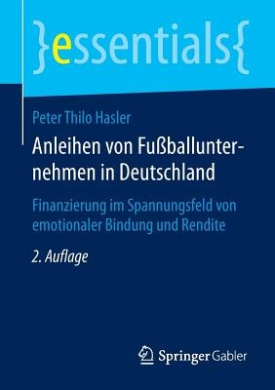 }essentials{
Peter Thilo Hasler
Anleihen von Fußballunter-
nehmen in Deutschland
Finanzierung im Spannungsfeld von
emotionaler Bindung und Rendite
2. Auflage
Springer Gabler